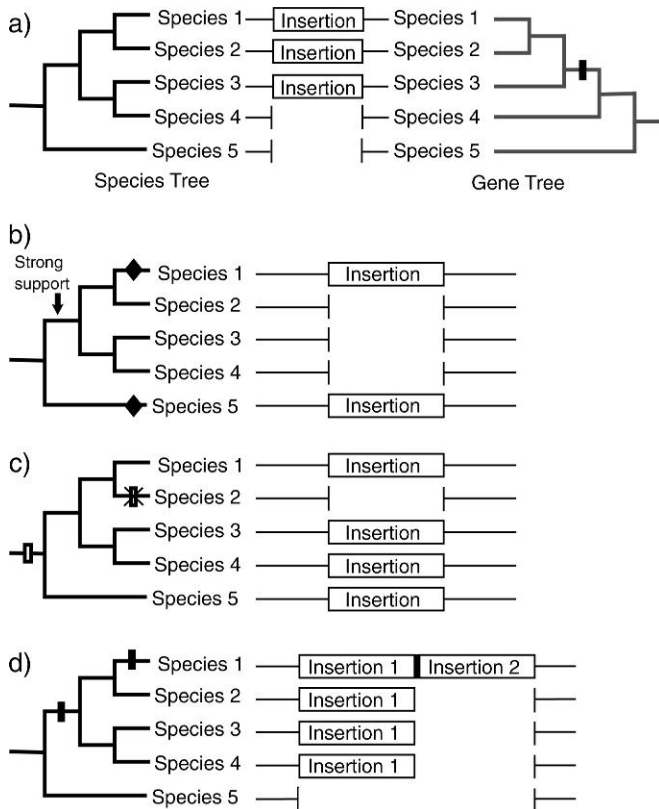 a)
Species 1 Insertion Species 1
Species 2 Insertion Species 2
Species 3 Insertion Species 3
Species 4 Species 4
Species 5 Species 5
Species Tree Gene Tree
b)
Strong
support
Species 1 Insertion
Species 2
Species 3
Species 4
Species 5 Insertion
c)
Species 1 Insertion
Species 2
Species 3 Insertion
Species 4 Insertion
Species 5 Insertion
d)
Species 1 Insertion 1 Insertion 2
Species 2 Insertion 1
Species 3 Insertion 1
Species 4 Insertion 1
Species 5